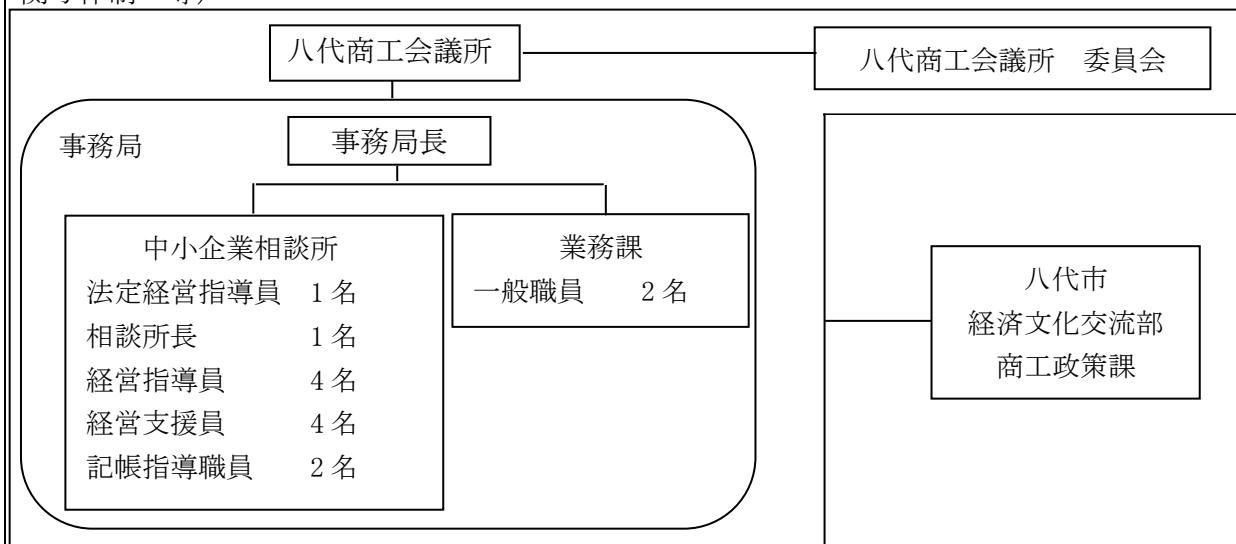 八代商工会議所
八代商工会議所　委員会
事務局
事務局長
中小企業相談所
法定経営指導員　1名
相談所長　1名
経営指導員　4名
経営支援員　4名
記帳指導職員　2名
業務課
一般職員　2名
八代市
経済文化交流部
商工政策課